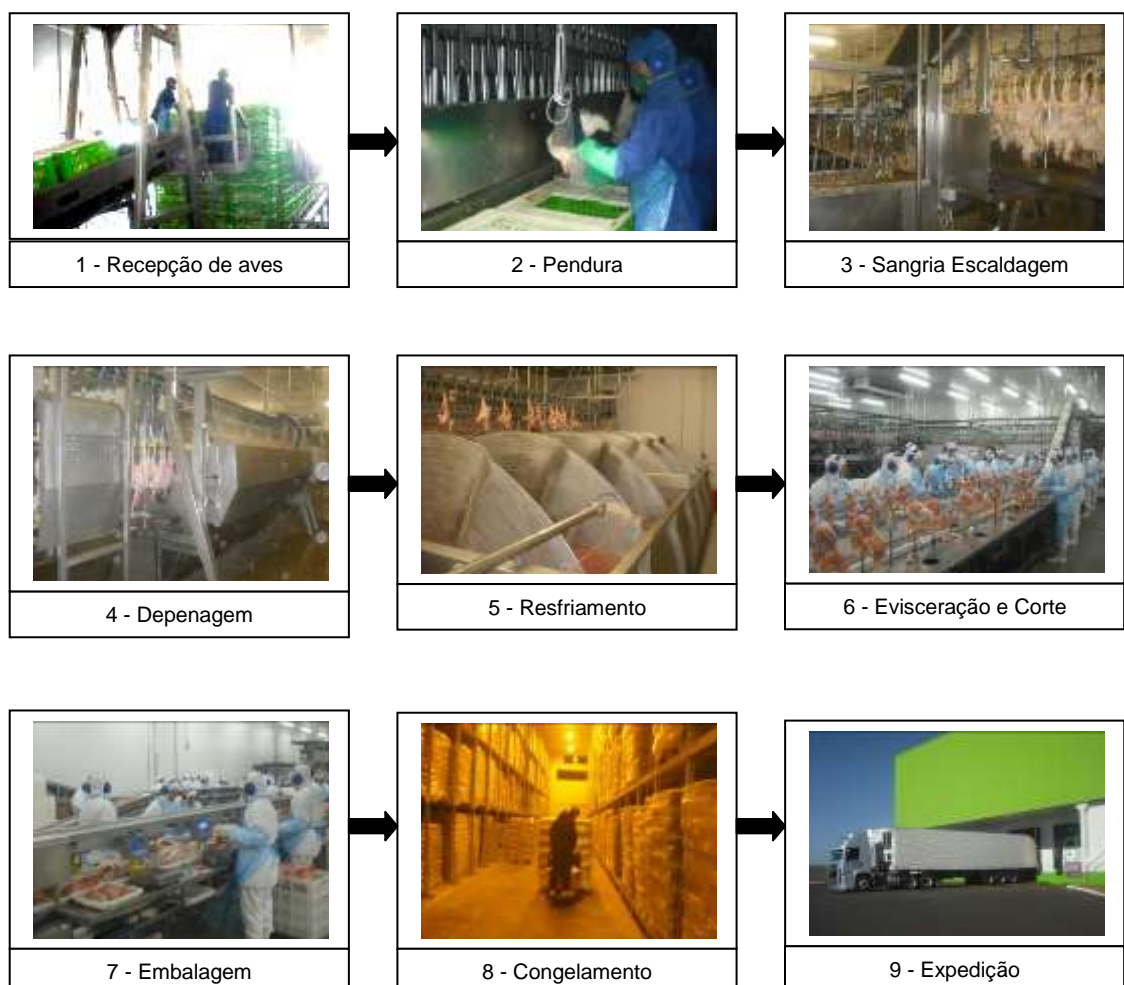 1 - Recepção de aves
2 - Pendura
3 - Sangria Escaldagem
4 - Depenagem
5 - Resfriamento
6 - Evisceração e Corte
7 - Embalagem
8 - Congelamento
9 - Expedição